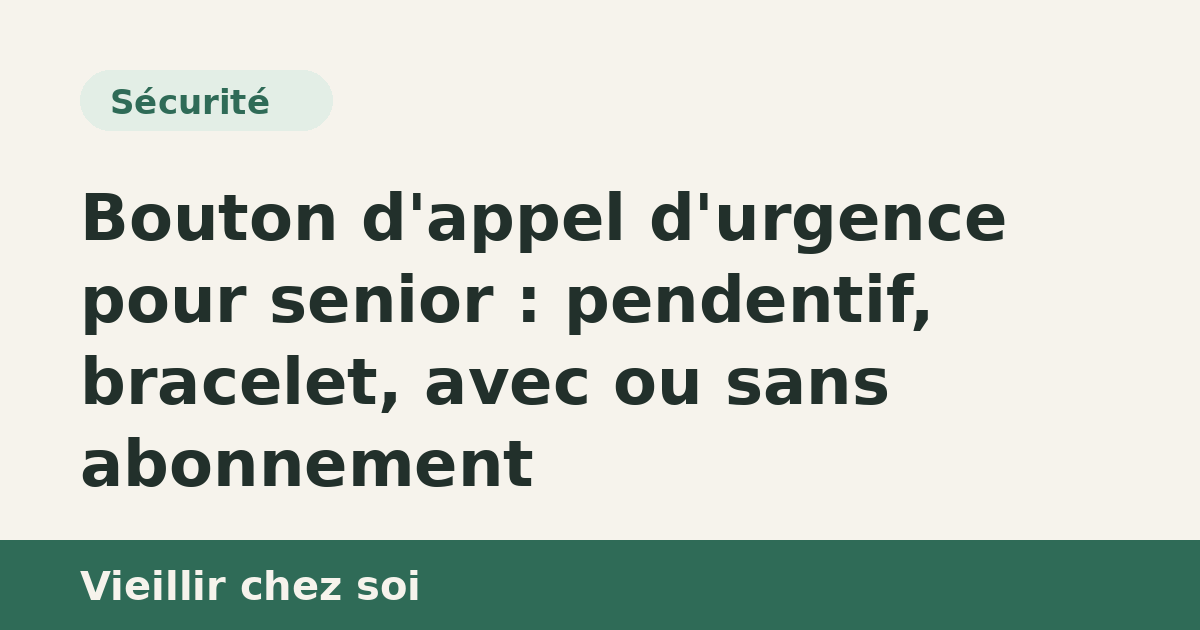 Sécurité
Bouton d'appel d'urgence
pour senior : pendentif,
bracelet, avec ou sans
abonnement
Vieillir chez soi